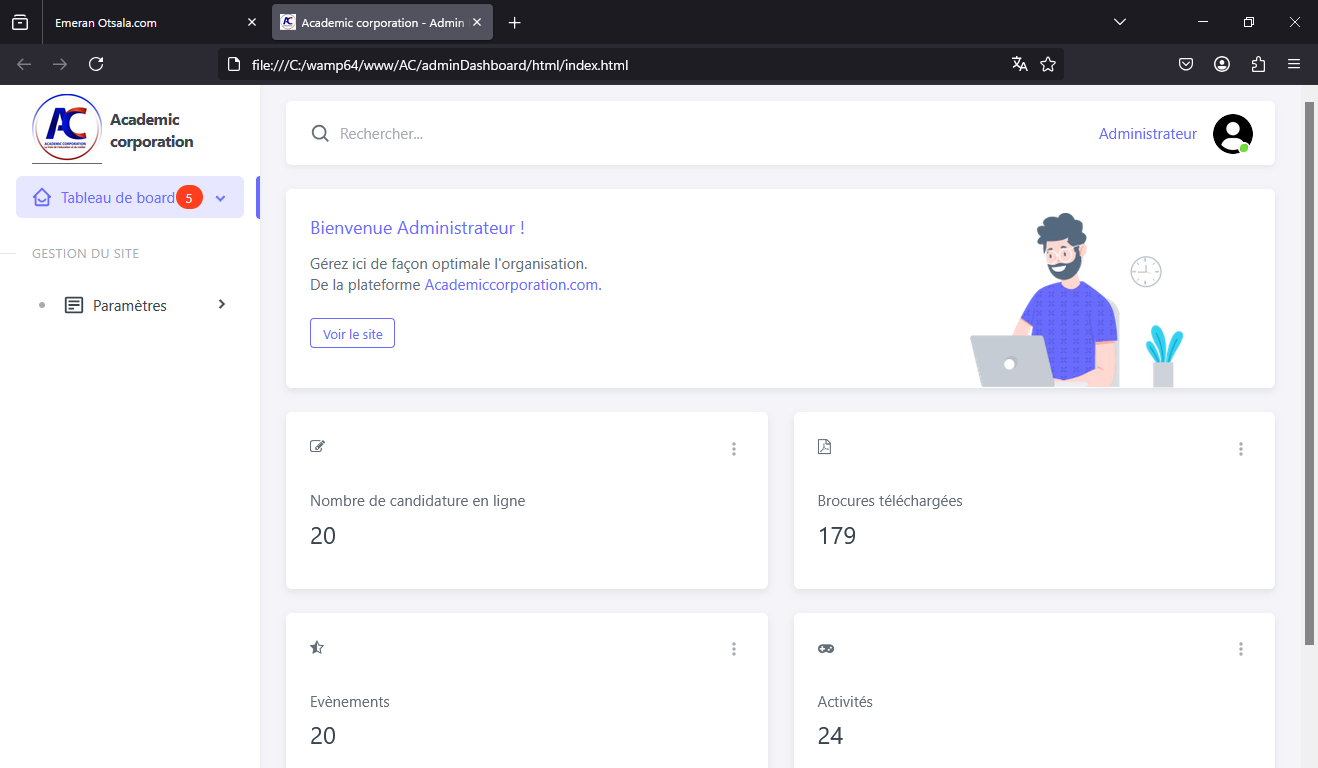 Emeran Otsala.com
Academic corporation - Admin
file:///C:/wamp64/www/AC/adminDashboard/html/index.html
AC
ACADEMIC CORPORATION
Academic
corporation
Rechercher...
Administrateur
Tableau de board 5
GESTION DU SITE
Paramètres
Bienvenue Administrateur !
Gérez ici de façon optimale l'organisation.
De la plateforme Academiccorporation.com.
Voir le site
Nombre de candidature en ligne
20
Brocures téléchargées
179
Evènements
20
Activités
24